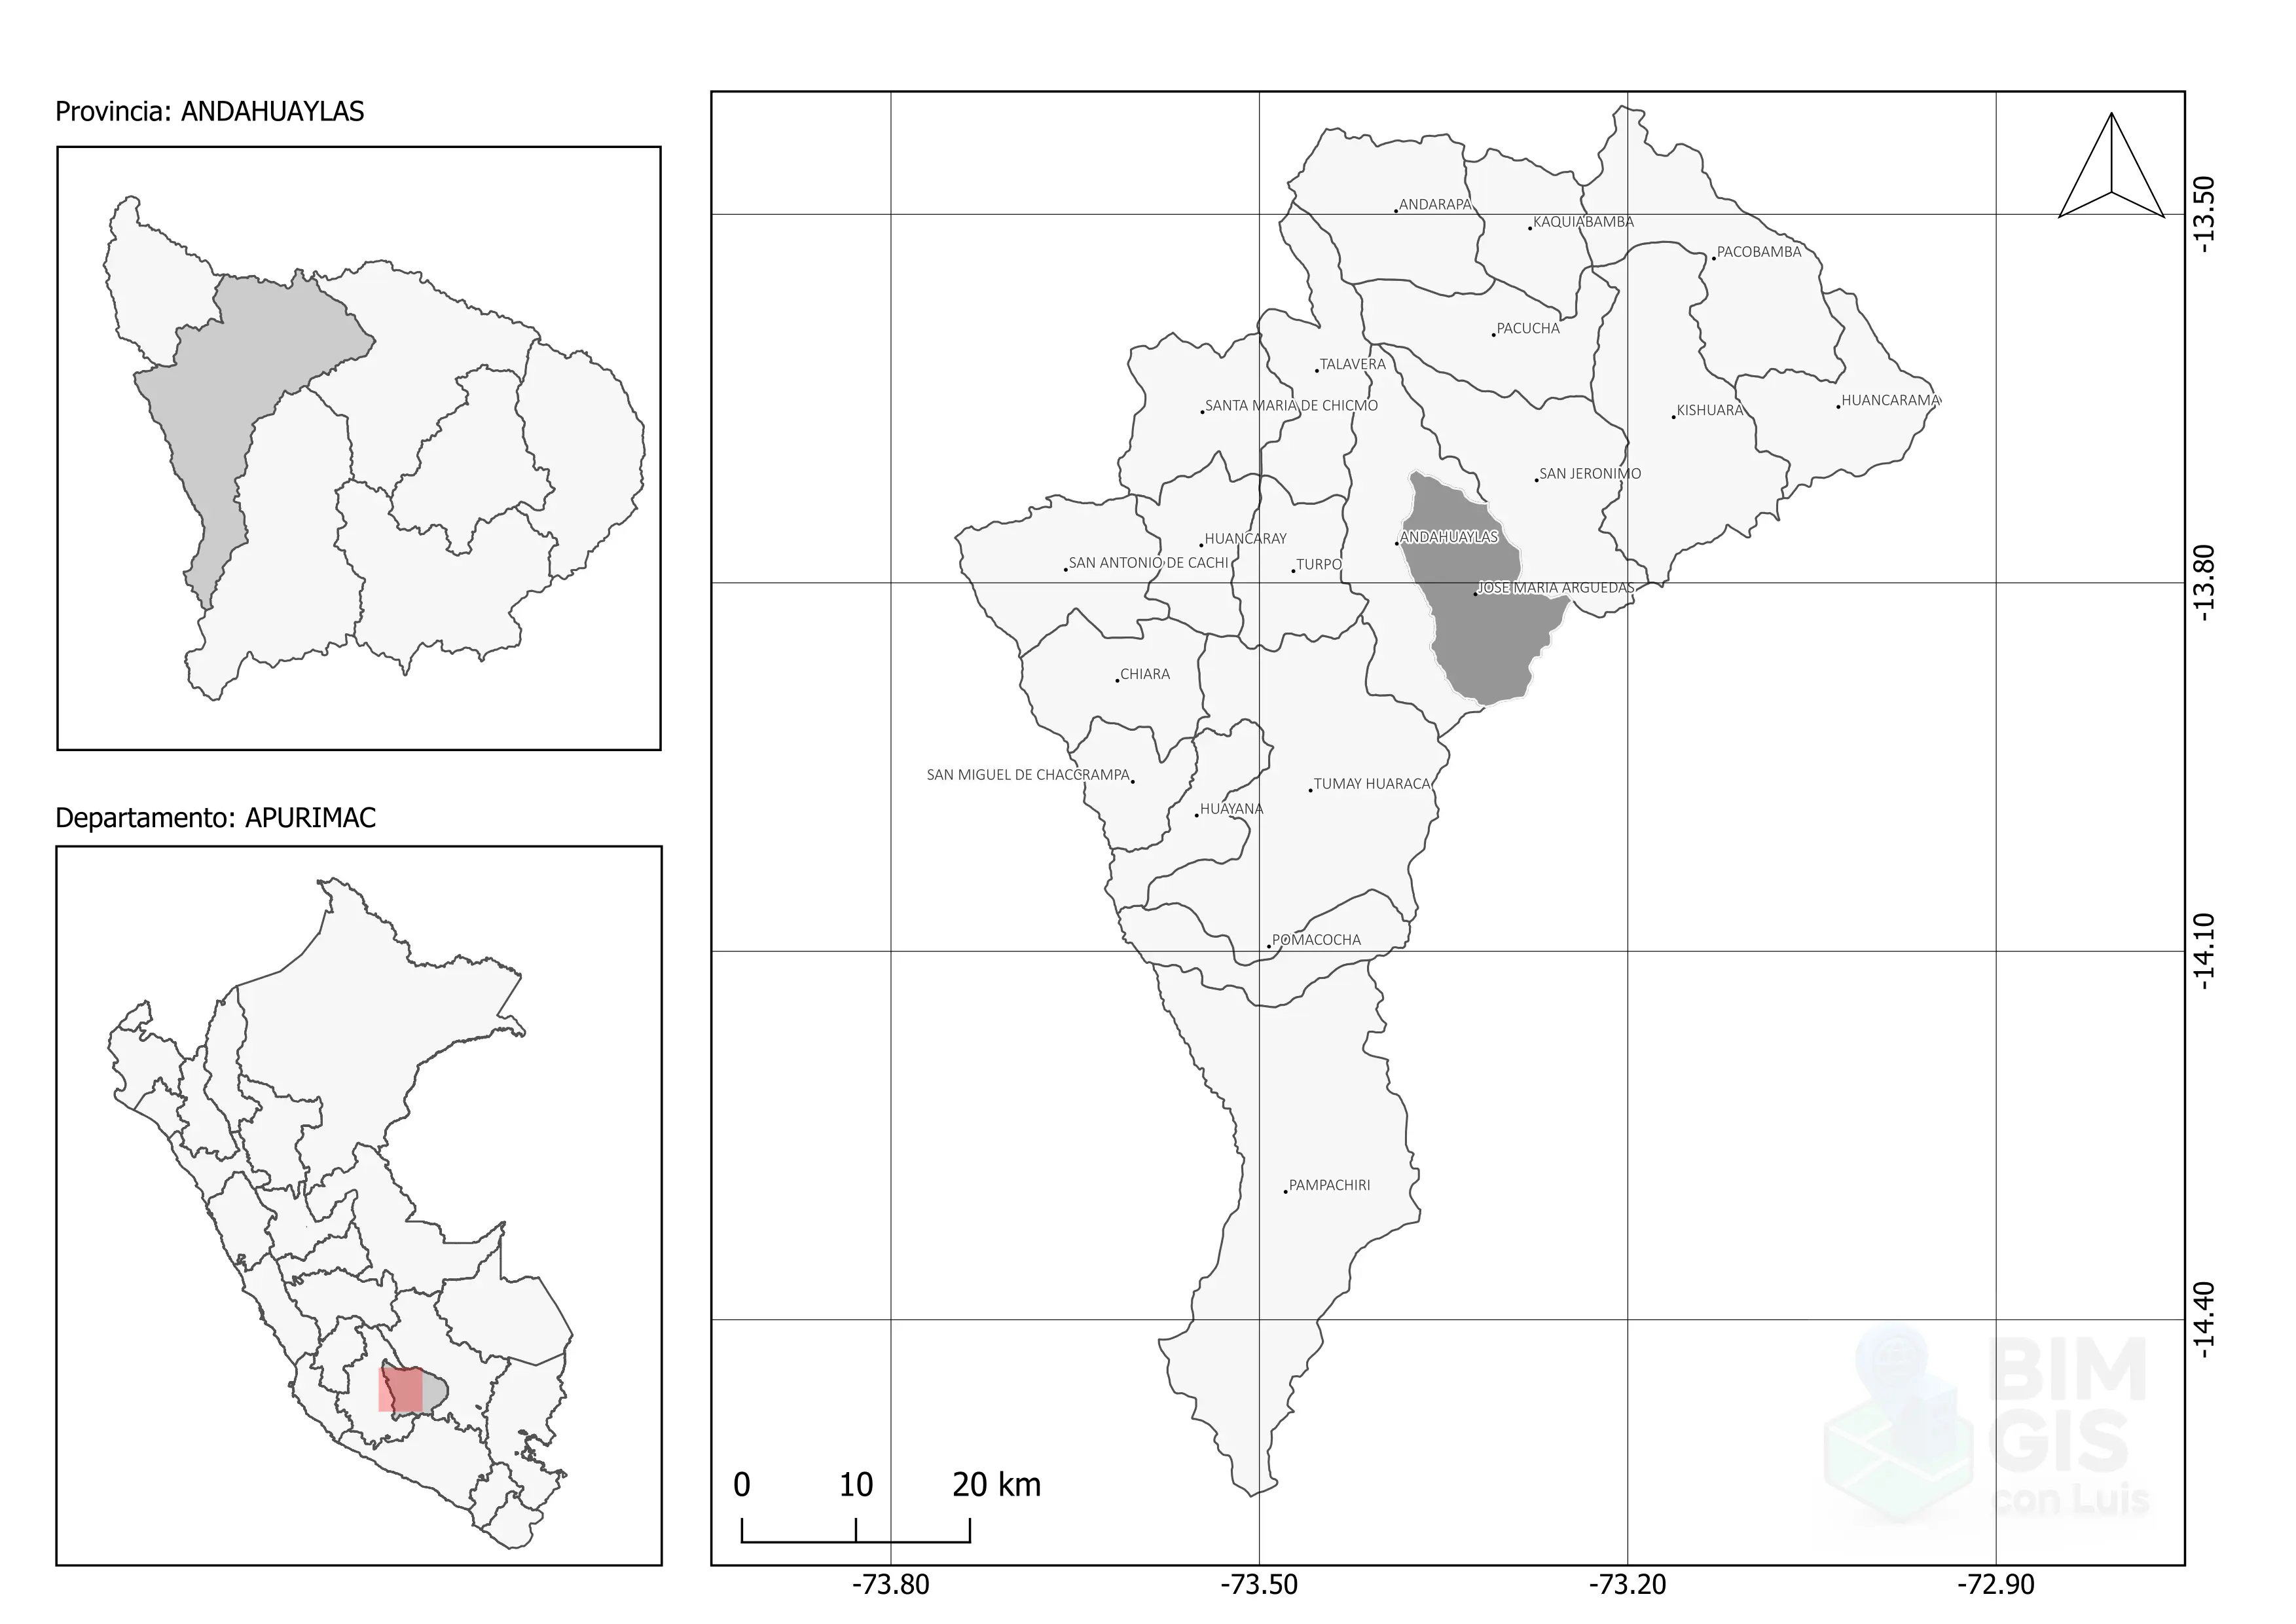 Provincia: ANDAHUAYLAS
Departamento: APURIMAC
ANDARAPA
KAQUIABAMBA
PACOBAMBA
PACUCHA
TALAVERA
SANTA MARIA DE CHICMO
KISHUARA
HUANCARAMA
SAN JERONIMO
HUANCARAY
ANDAHUAYLAS
SAN ANTONIO DE CACHI
TURPO
JOSE MARIA ARGUEDAS
CHIARA
SAN MIGUEL DE CHACCRAMPA
TUMAY HUARACA
HUAYANA
POMACOCHA
PAMPACHIRI
-13.50
-13.80
-14.10
-14.40
BIM
GIS
con Luis
0 10 20 km
-73.80 -73.50 -73.20 -72.90